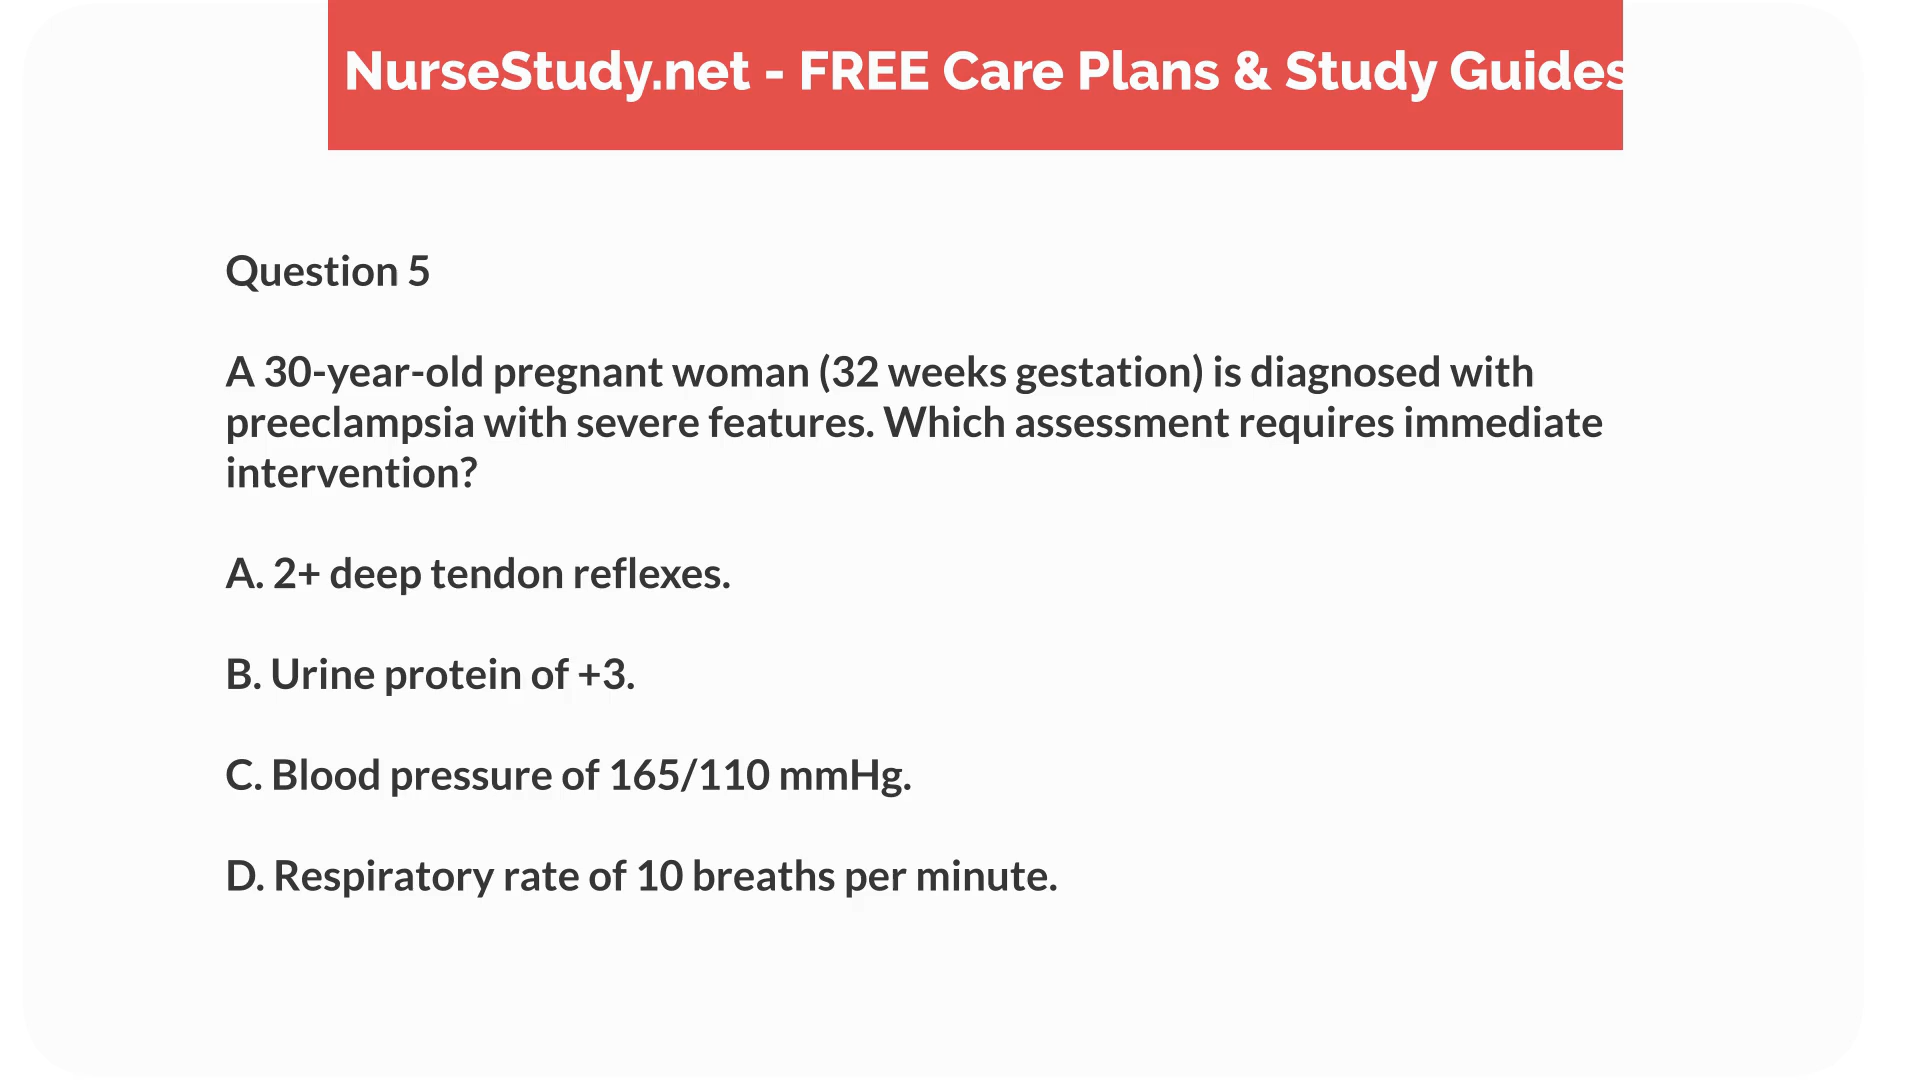 NurseStudy.net - FREE Care Plans & Study Guides
Question 5
A 30-year-old pregnant woman (32 weeks gestation) is diagnosed with
preeclampsia with severe features. Which assessment requires immediate
intervention?
A. 2+ deep tendon reflexes.
B. Urine protein of +3.
C. Blood pressure of 165/110 mmHg.
D. Respiratory rate of 10 breaths per minute.